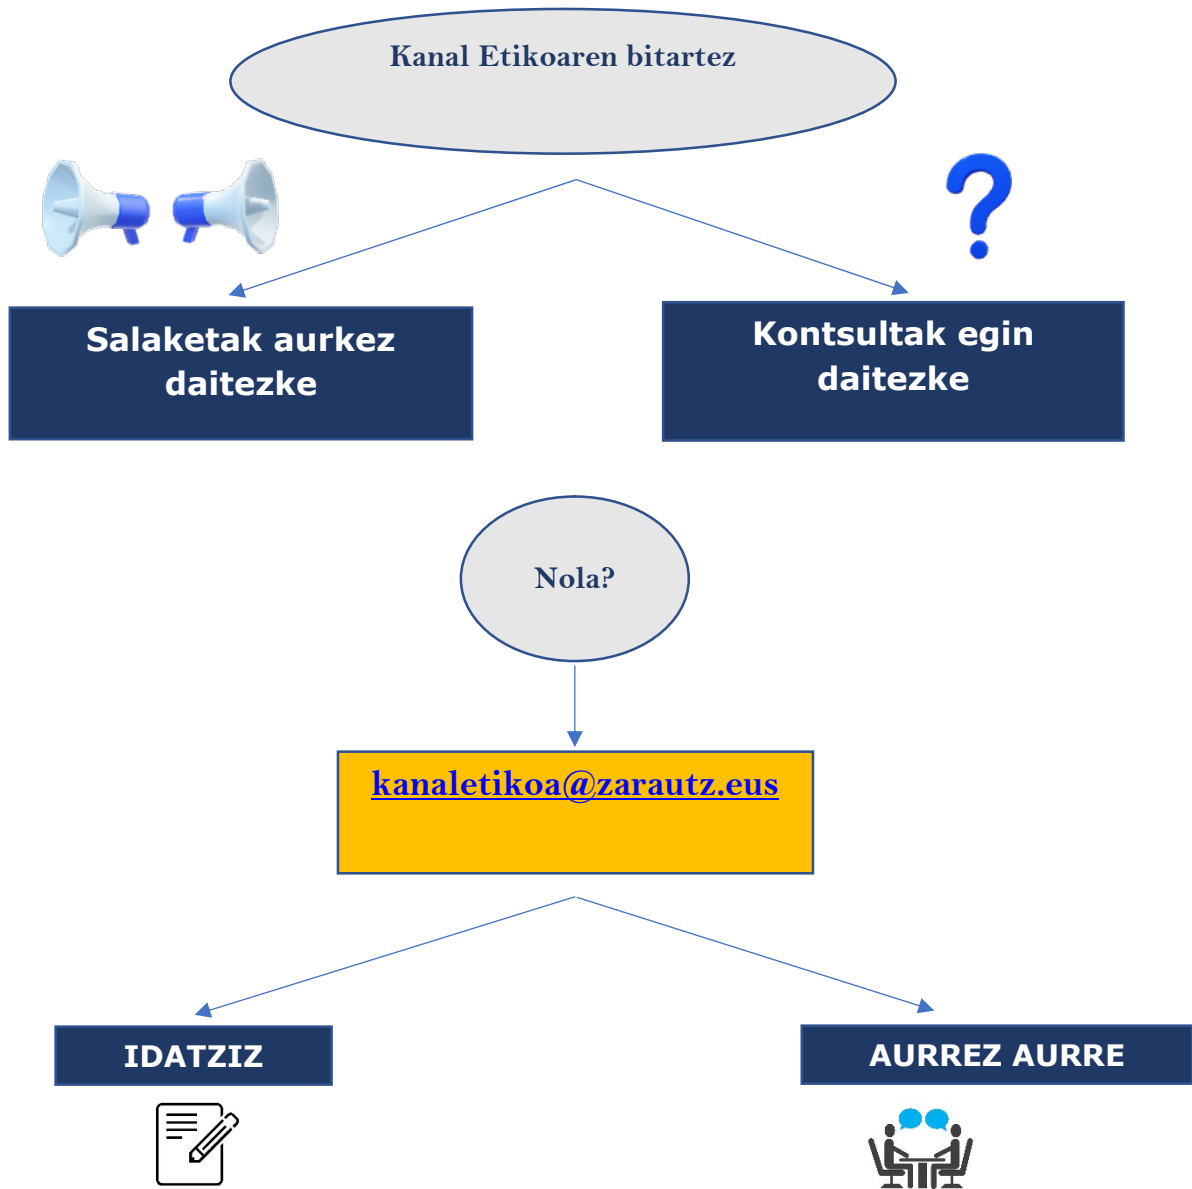 Kanal Etikoaren bitartez
Salaketak aurkez
daitezke
Kontsultak egin
daitezke
Nola?
kanaletikoa@zarautz.eus
IDATZIZ
AURREZ AURRE